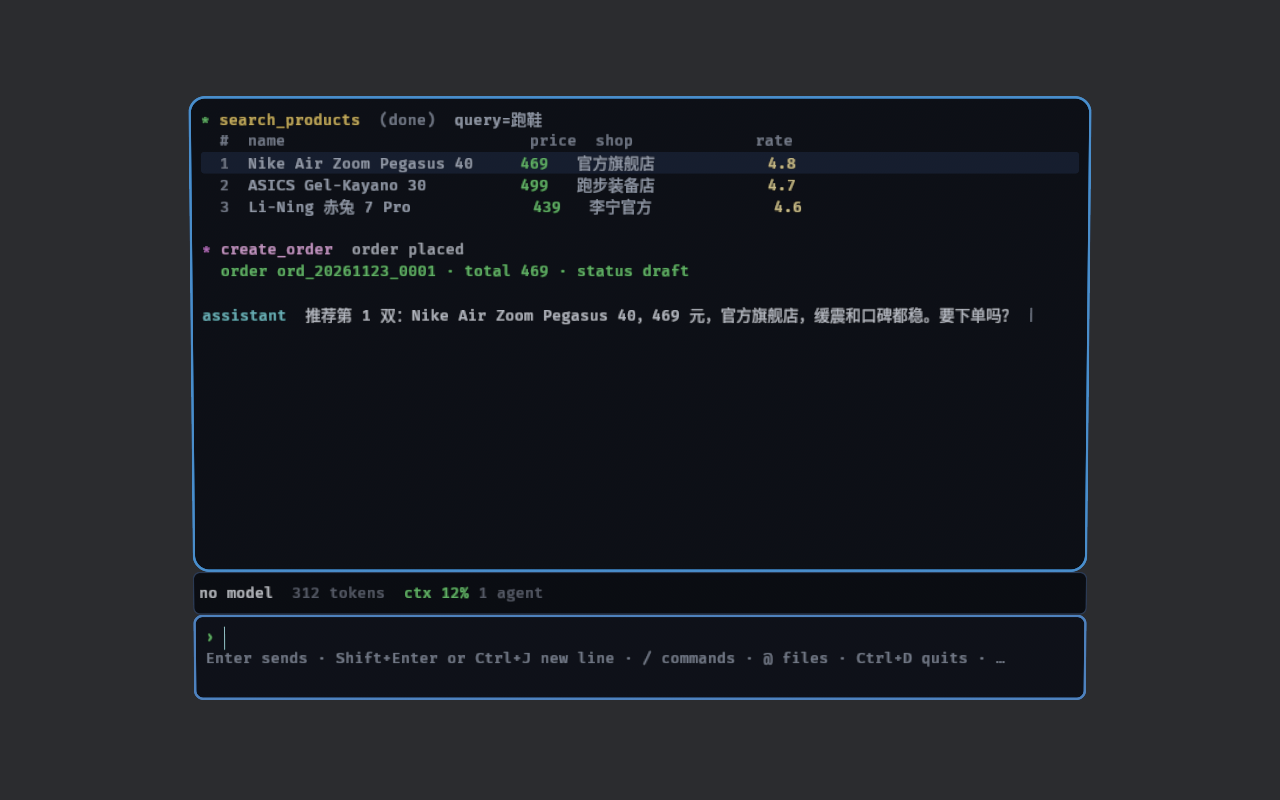 * search_products (done) query=跑鞋
# name price shop rate
1 Nike Air Zoom Pegasus 40 469 官方旗舰店 4.8
2 ASICS Gel-Kayano 30 499 跑步装备店 4.7
3 Li-Ning 赤兔 7 Pro 439 李宁官方 4.6
* create_order order placed
order ord_20261123_0001 · total 469 · status draft
assistant 推荐第 1 双：Nike Air Zoom Pegasus 40，469 元，官方旗舰店，缓震和口碑都稳。要下单吗？
no model 312 tokens ctx 12% 1 agent
›
Enter sends · Shift+Enter or Ctrl+J new line · / commands · @ files · Ctrl+D quits · …